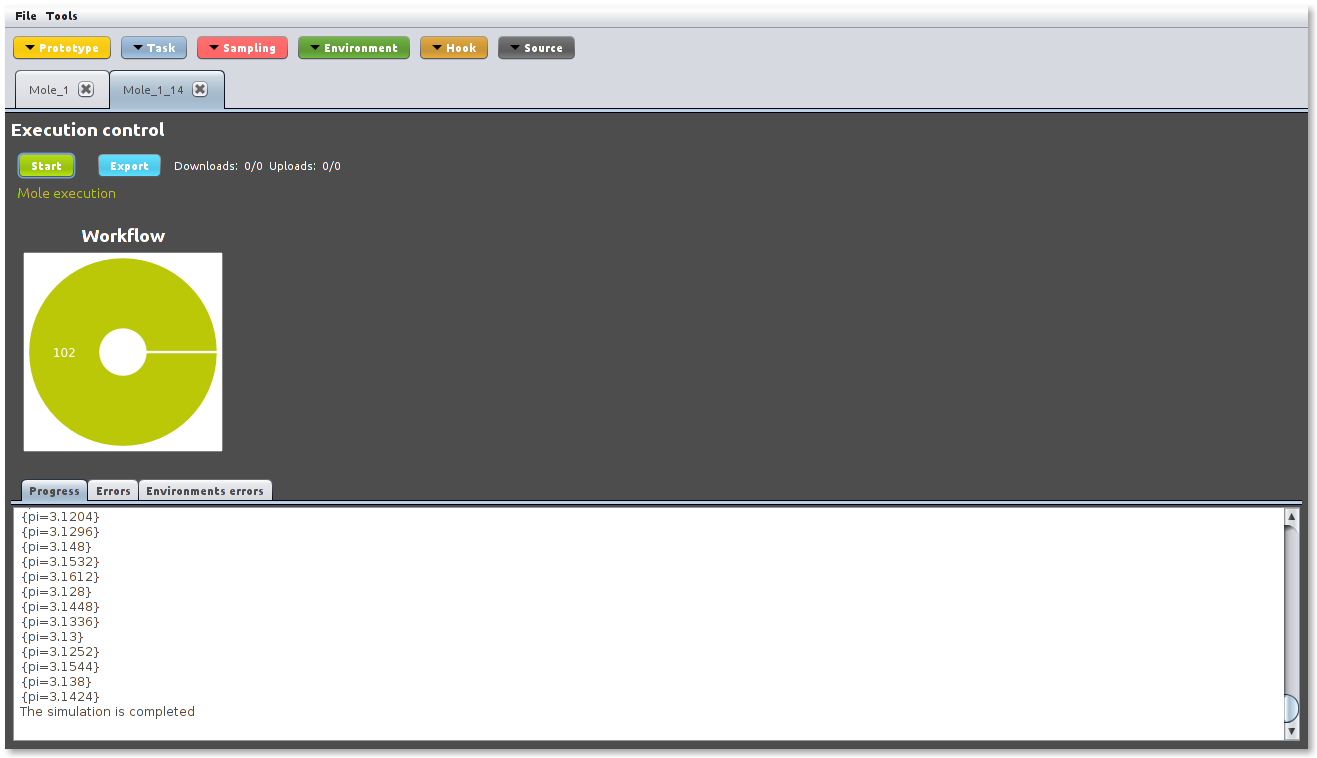 File Tools
Prototype Task Sampling Environment Hook Source
Mole_1 Mole_1_14
Execution control
Start Export Downloads: 0/0 Uploads: 0/0
Mole execution
Workflow
102
Progress Errors Environments errors
{pi=3.1204}
{pi=3.1296}
{pi=3.148}
{pi=3.1532}
{pi=3.1612}
{pi=3.128}
{pi=3.1448}
{pi=3.1336}
{pi=3.13}
{pi=3.1252}
{pi=3.1544}
{pi=3.138}
{pi=3.1424}
The simulation is completed